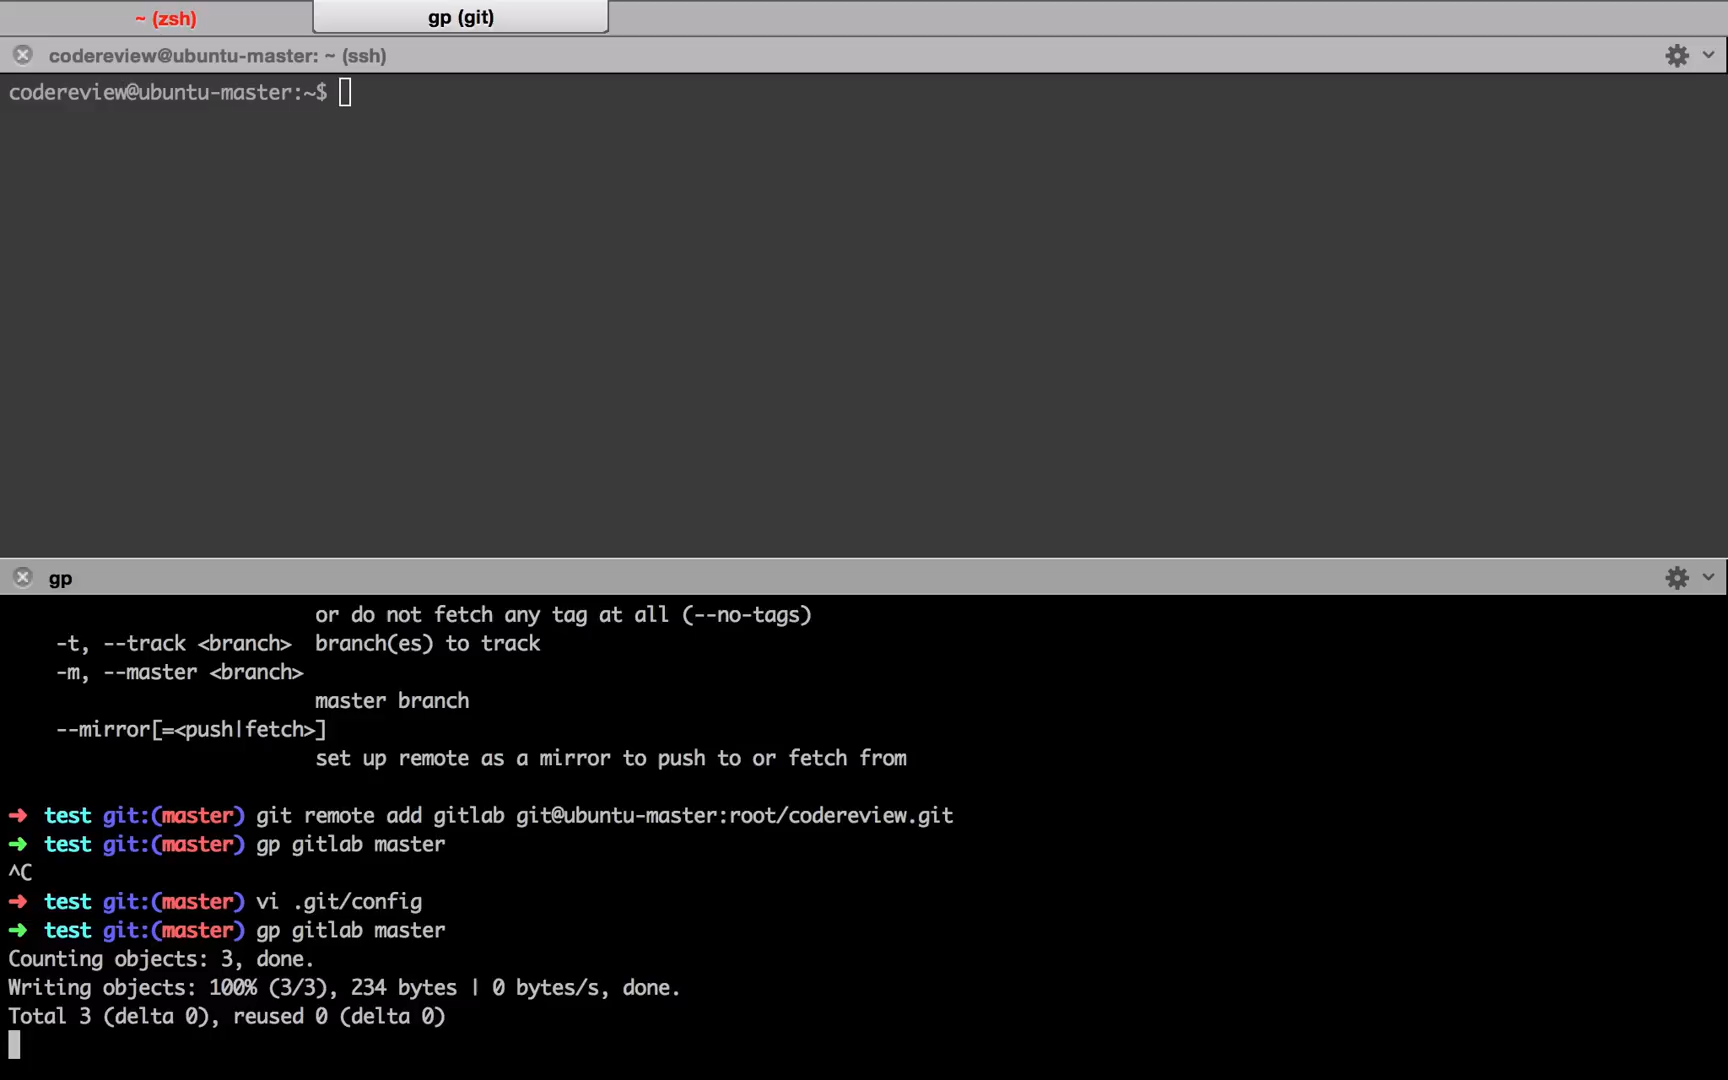 ~ (zsh)
gp (git)
codereview@ubuntu-master: ~ (ssh)
codereview@ubuntu-master:~$
gp
or do not fetch any tag at all (--no-tags)
-t, --track <branch>  branch(es) to track
-m, --master <branch>
master branch
--mirror[=<push|fetch>]
set up remote as a mirror to push to or fetch from
➜ test git:(master) git remote add gitlab git@ubuntu-master:root/codereview.git
➜ test git:(master) gp gitlab master
^C
➜ test git:(master) vi .git/config
➜ test git:(master) gp gitlab master
Counting objects: 3, done.
Writing objects: 100% (3/3), 234 bytes | 0 bytes/s, done.
Total 3 (delta 0), reused 0 (delta 0)